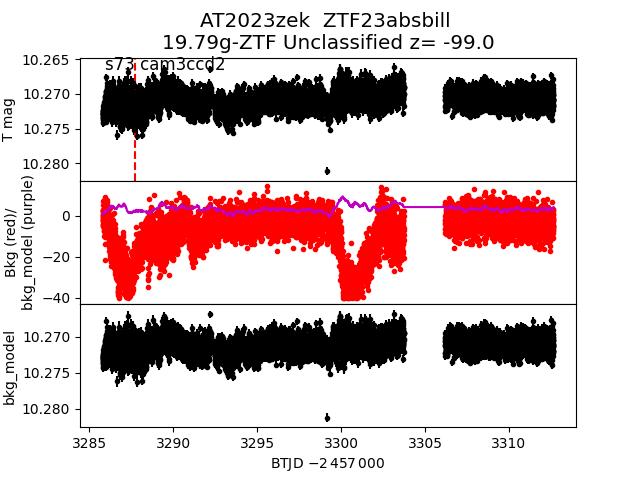 AT2023zek  ZTF23absbill
19.79g-ZTF Unclassified z= -99.0
s73 cam3ccd2
10.265
10.270
10.275
10.280
T mag
0
−20
−40
Bkg (red)/
bkg_model (purple)
10.270
10.275
10.280
bkg_model
3285
3290
3295
3300
3305
3310
BTJD −2 457 000